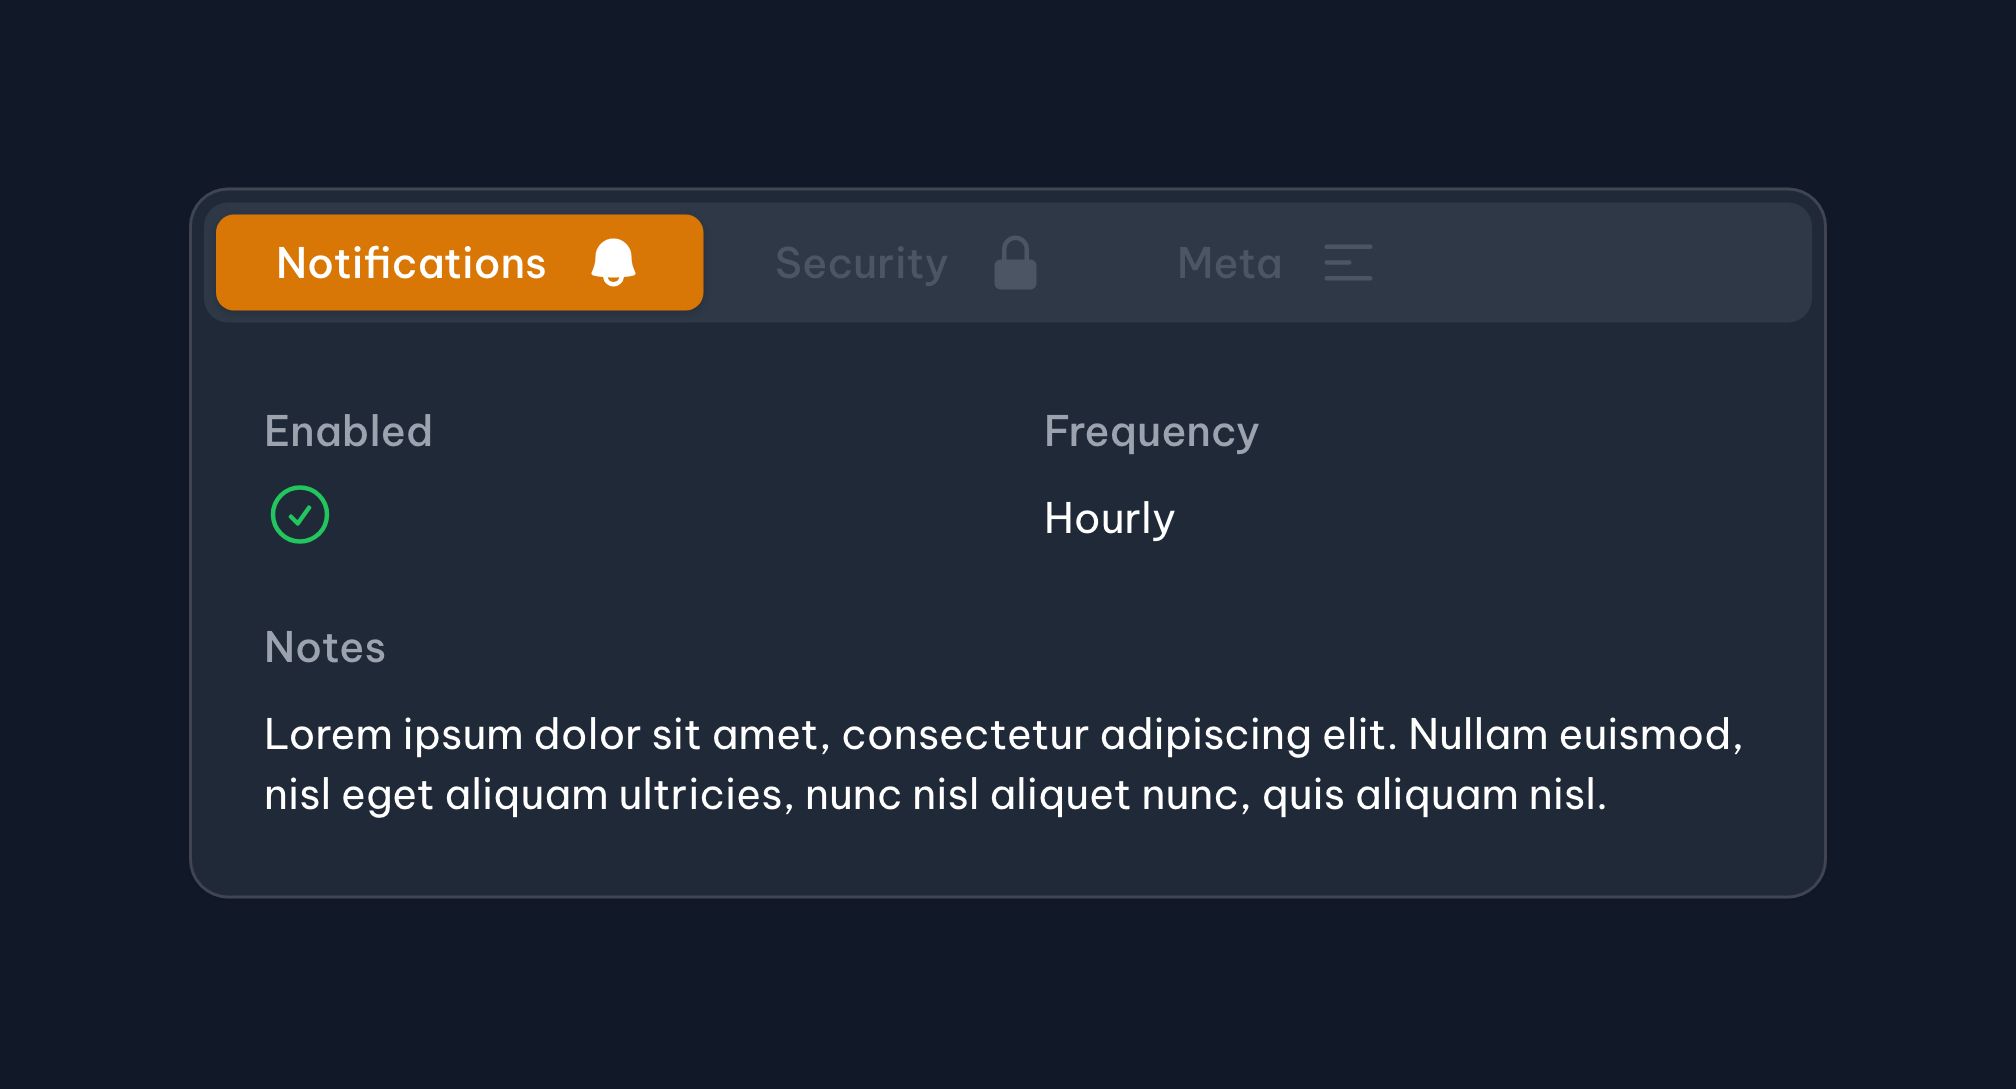 Notifications Security Meta
Enabled Frequency
Hourly
Notes
Lorem ipsum dolor sit amet, consectetur adipiscing elit. Nullam euismod,
nisl eget aliquam ultricies, nunc nisl aliquet nunc, quis aliquam nisl.